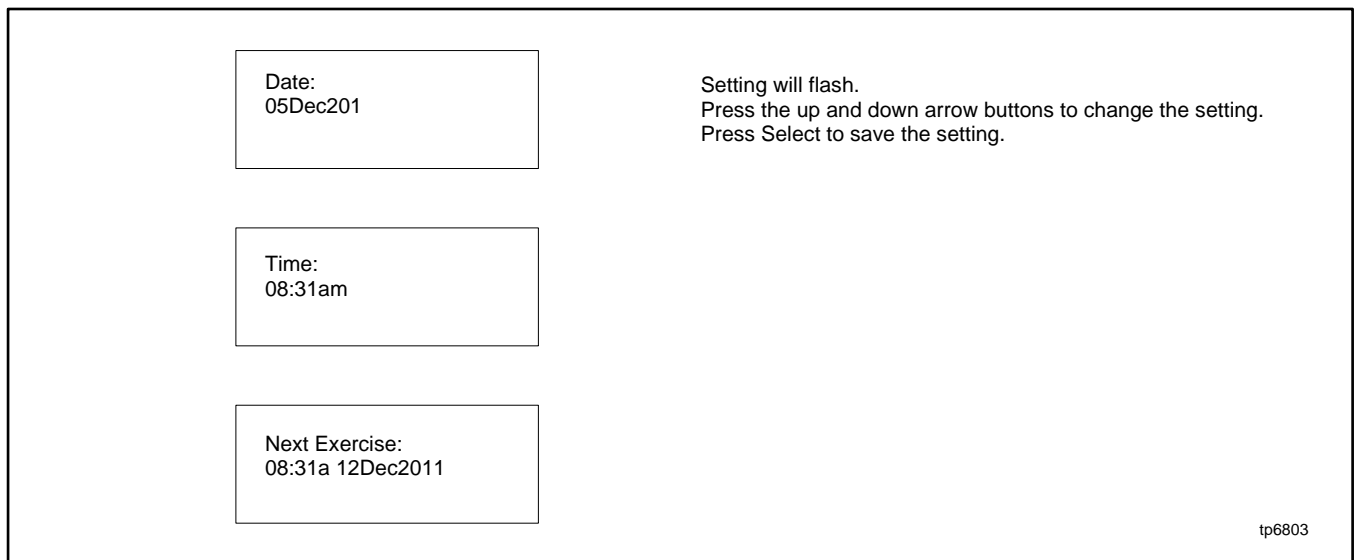 Date:
05Dec201
Setting will flash.
Press the up and down arrow buttons to change the setting.
Press Select to save the setting.
Time:
08:31am
Next Exercise:
08:31a 12Dec2011
tp6803